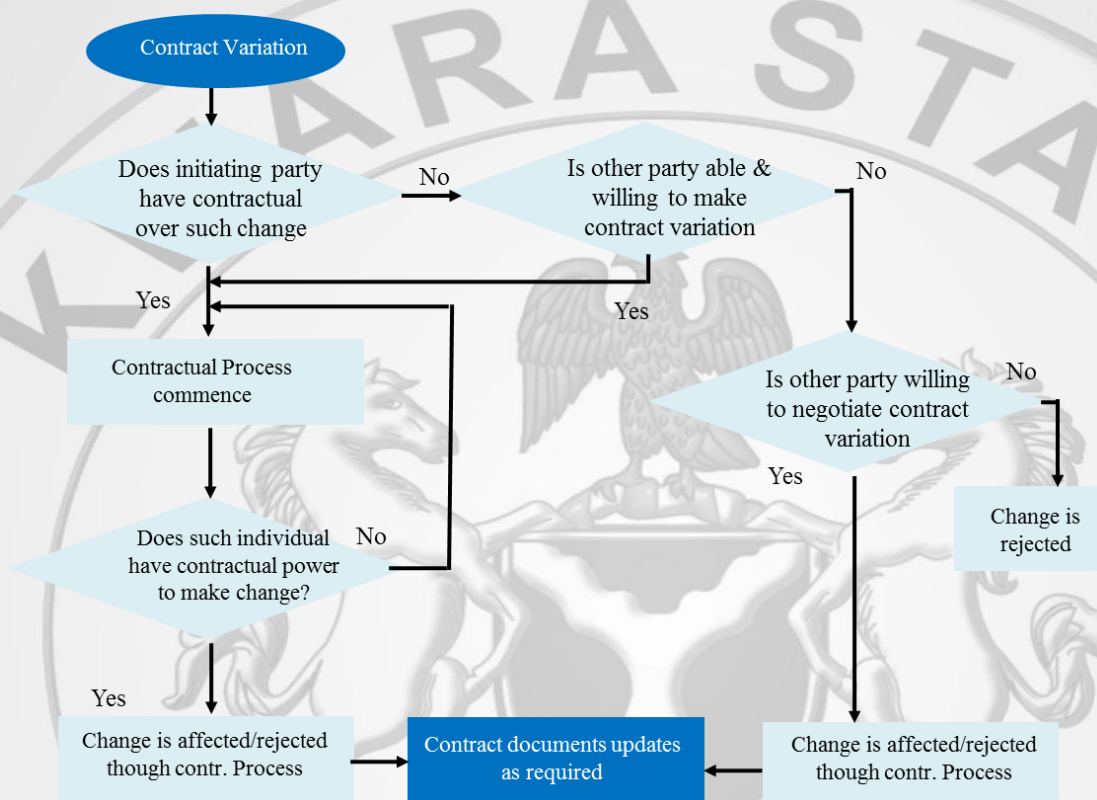 KWARA STA
Contract Variation
Does initiating party
have contractual
over such change
No
Is other party able &
willing to make
contract variation
No
Yes
Yes
Contractual Process
commence
Is other party willing
to negotiate contract
variation
No
Yes
Change is
rejected
Does such individual
have contractual power
to make change?
No
Yes
Change is affected/rejected
though contr. Process
Contract documents updates
as required
Change is affected/rejected
though contr. Process